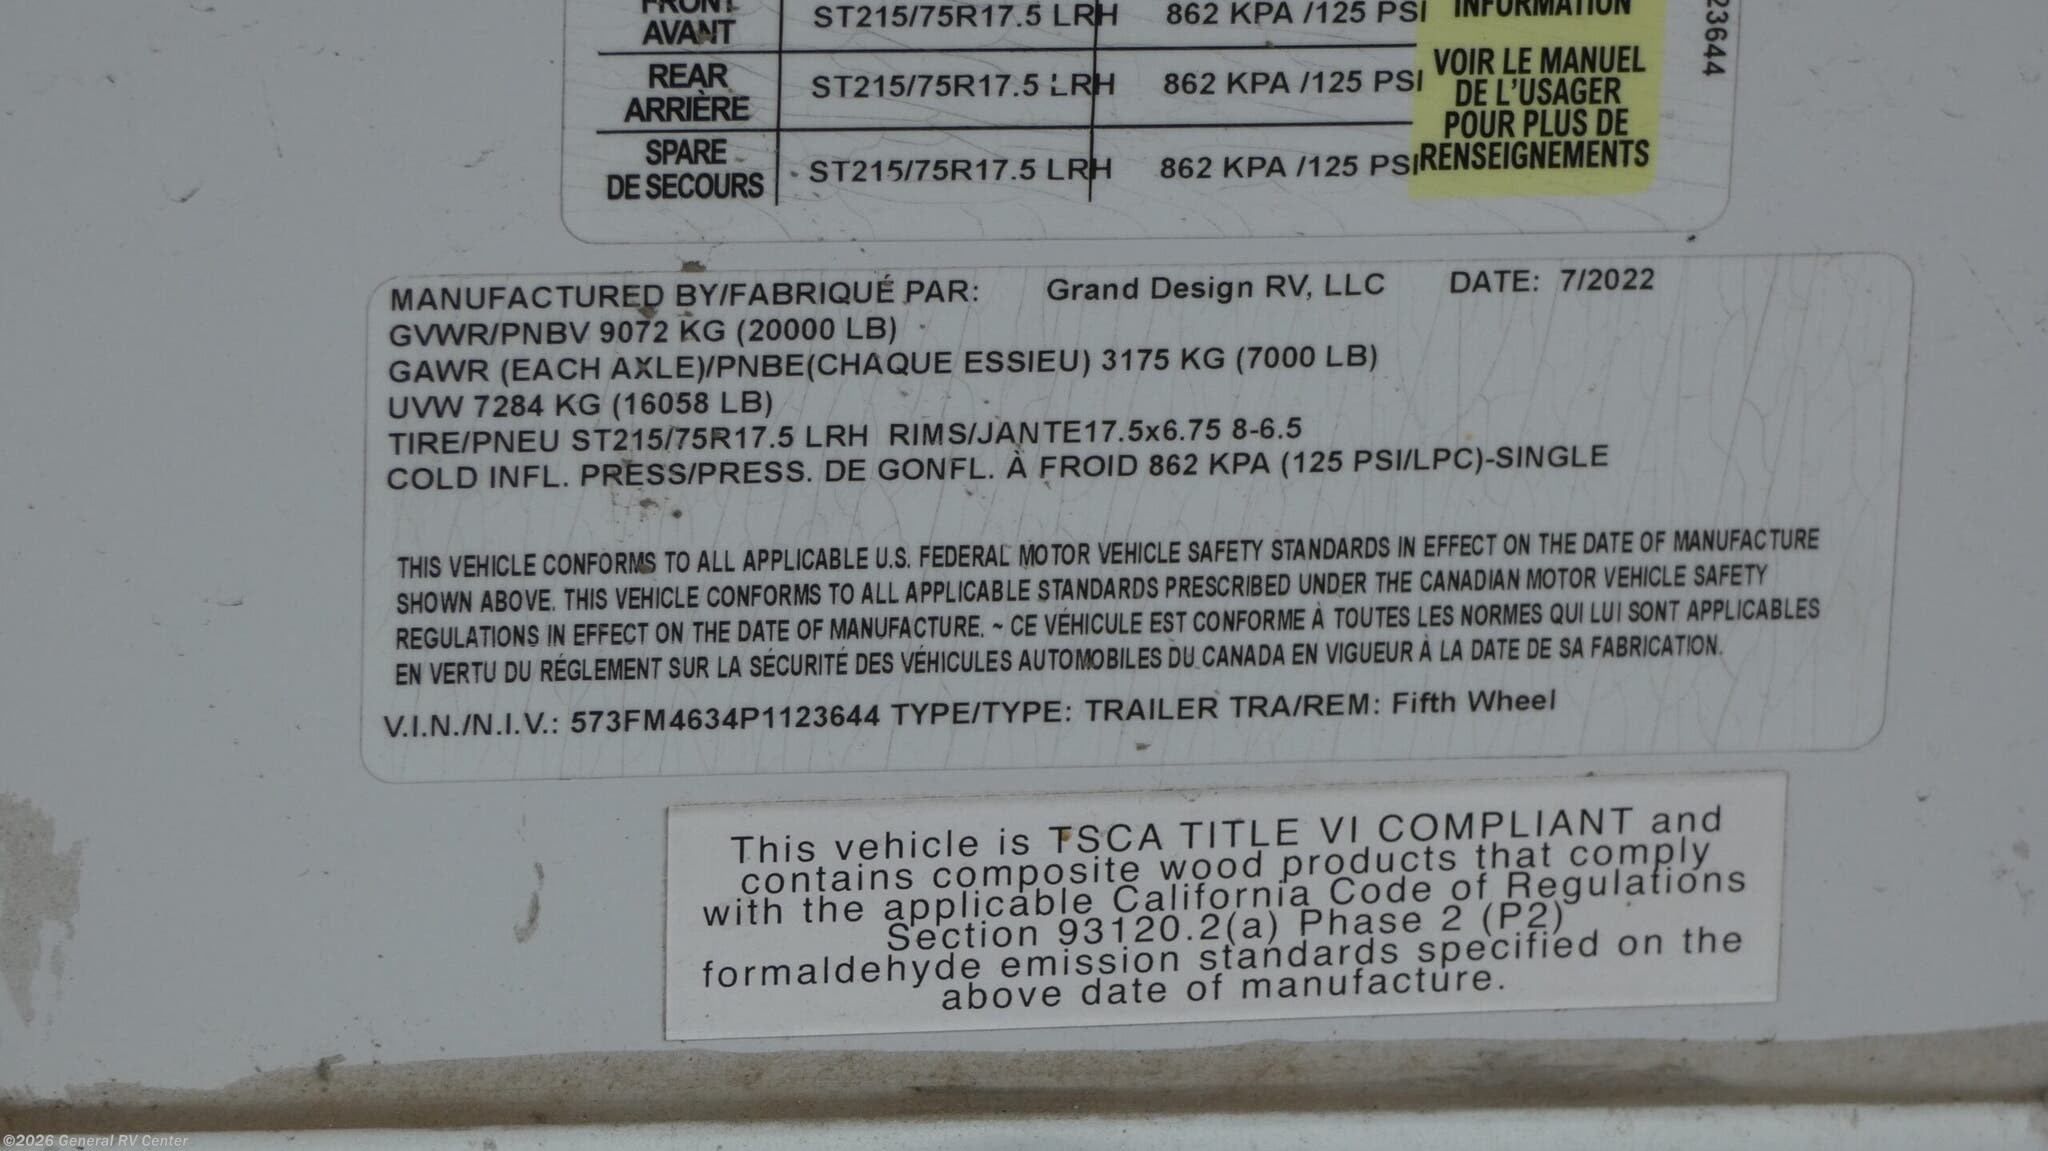 FRONT ST215/75R17.5 LRH 862 KPA /125 PSI INFORMATION
AVANT
REAR ST215/75R17.5 LRH 862 KPA /125 PSI VOIR LE MANUEL
ARRIÈRE DE L'USAGER
POUR PLUS DE
SPARE ST215/75R17.5 LRH 862 KPA /125 PSI RENSEIGNEMENTS
DE SECOURS
23644
MANUFACTURED BY/FABRIQUÉ PAR: Grand Design RV, LLC DATE: 7/2022
GVWR/PNBV 9072 KG (20000 LB)
GAWR (EACH AXLE)/PNBE(CHAQUE ESSIEU) 3175 KG (7000 LB)
UVW 7284 KG (16058 LB)
TIRE/PNEU ST215/75R17.5 LRH RIMS/JANTE17.5x6.75 8-6.5
COLD INFL. PRESS/PRESS. DE GONFL. À FROID 862 KPA (125 PSI/LPC)-SINGLE
THIS VEHICLE CONFORMS TO ALL APPLICABLE U.S. FEDERAL MOTOR VEHICLE SAFETY STANDARDS IN EFFECT ON THE DATE OF MANUFACTURE
SHOWN ABOVE. THIS VEHICLE CONFORMS TO ALL APPLICABLE STANDARDS PRESCRIBED UNDER THE CANADIAN MOTOR VEHICLE SAFETY
REGULATIONS IN EFFECT ON THE DATE OF MANUFACTURE. ~ CE VÉHICULE EST CONFORME À TOUTES LES NORMES QUI LUI SONT APPLICABLES
EN VERTU DU RÉGLEMENT SUR LA SÉCURITÉ DES VÉHICULES AUTOMOBILES DU CANADA EN VIGUEUR À LA DATE DE SA FABRICATION.
V.I.N./N.I.V.: 573FM4634P1123644 TYPE/TYPE: TRAILER TRA/REM: Fifth Wheel
This vehicle is TSCA TITLE VI COMPLIANT and
contains composite wood products that comply
with the applicable California Code of Regulations
Section 93120.2(a) Phase 2 (P2)
formaldehyde emission standards specified on the
above date of manufacture.
©2026 General RV Center